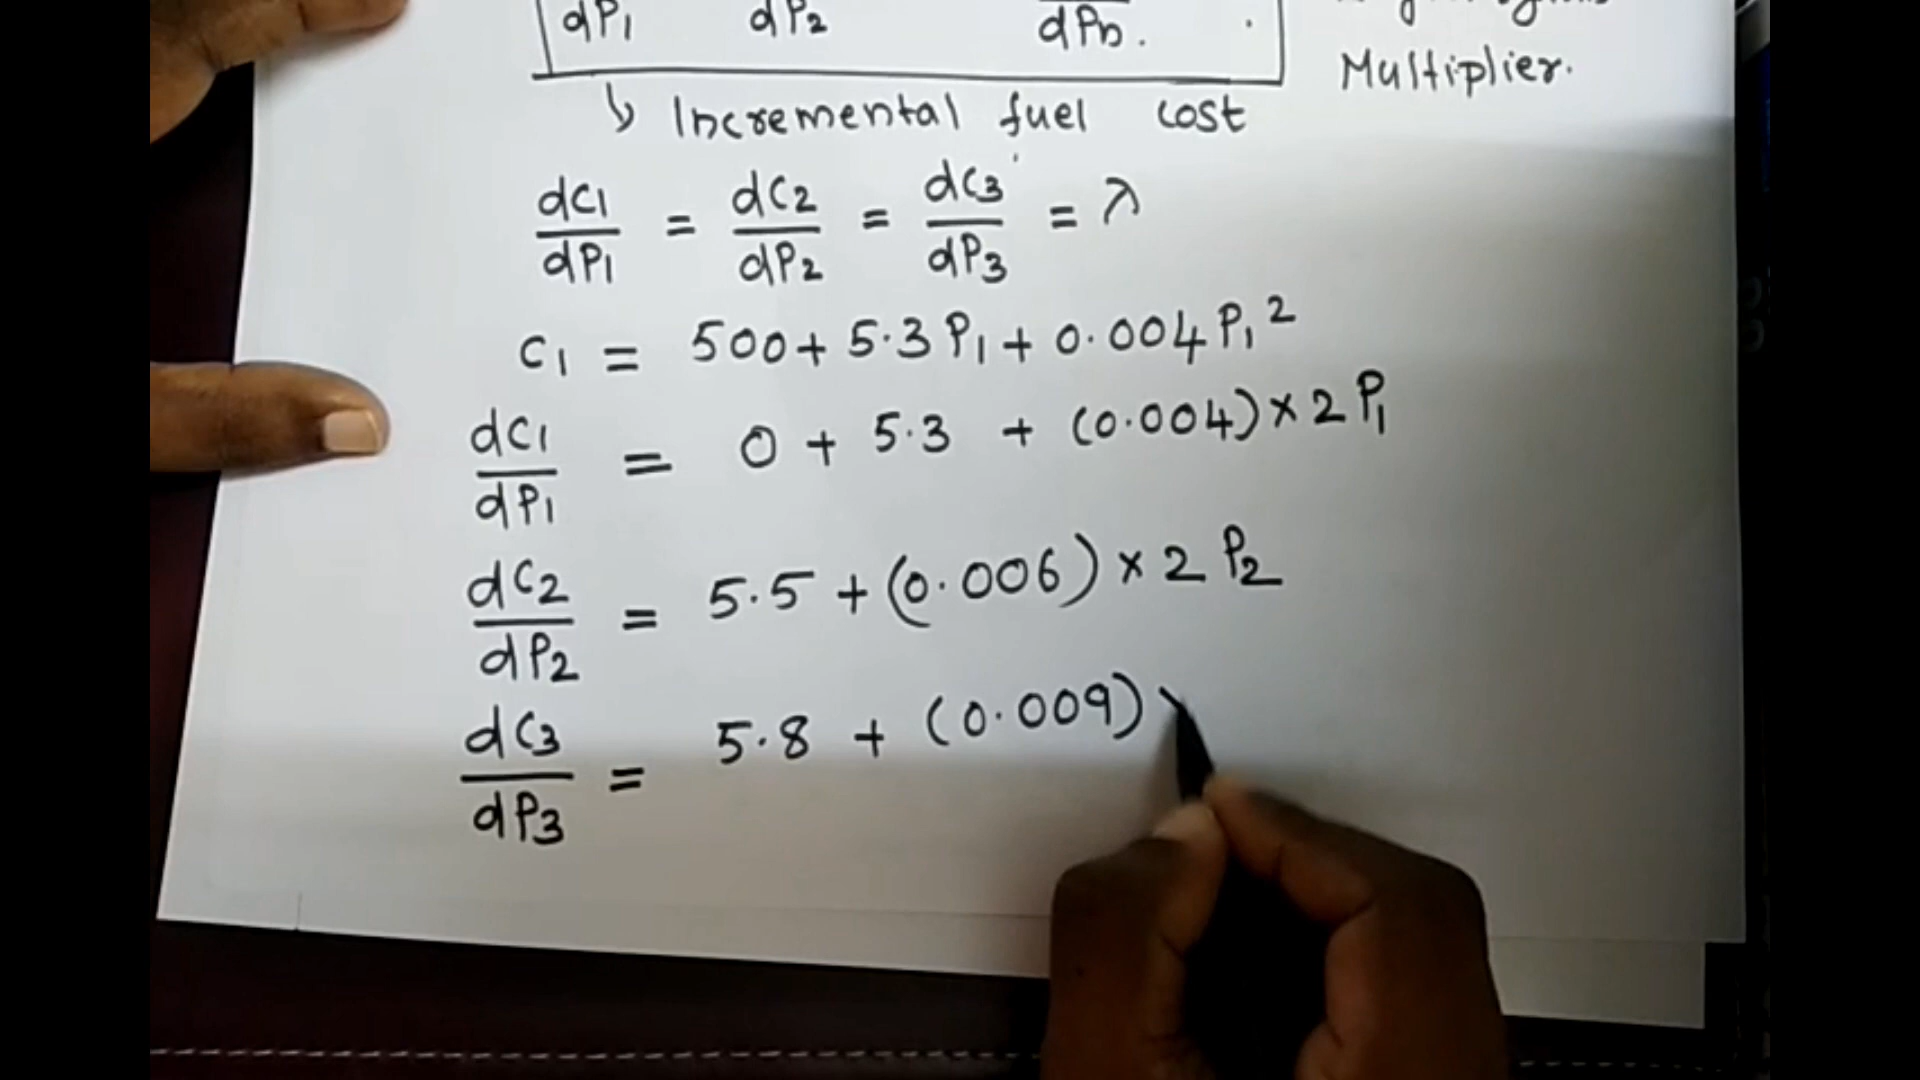 dP1 dP2 dPn.
Multiplier.
↳ Incremental fuel cost
dC1/dP1 = dC2/dP2 = dC3/dP3 = λ
C1 = 500 + 5.3 P1 + 0.004 P1²
dC1/dP1 = 0 + 5.3 + (0.004) × 2 P1
dC2/dP2 = 5.5 + (0.006) × 2 P2
dC3/dP3 = 5.8 + (0.009)